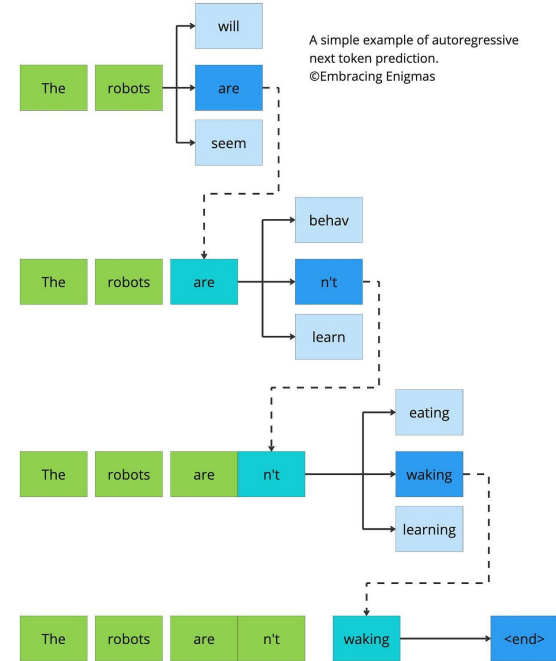 will
A simple example of autoregressive
next token prediction.
©Embracing Enigmas
The robots are
seem
behav
The robots are n't
learn
eating
The robots are n't waking
learning
The robots are n't waking <end>